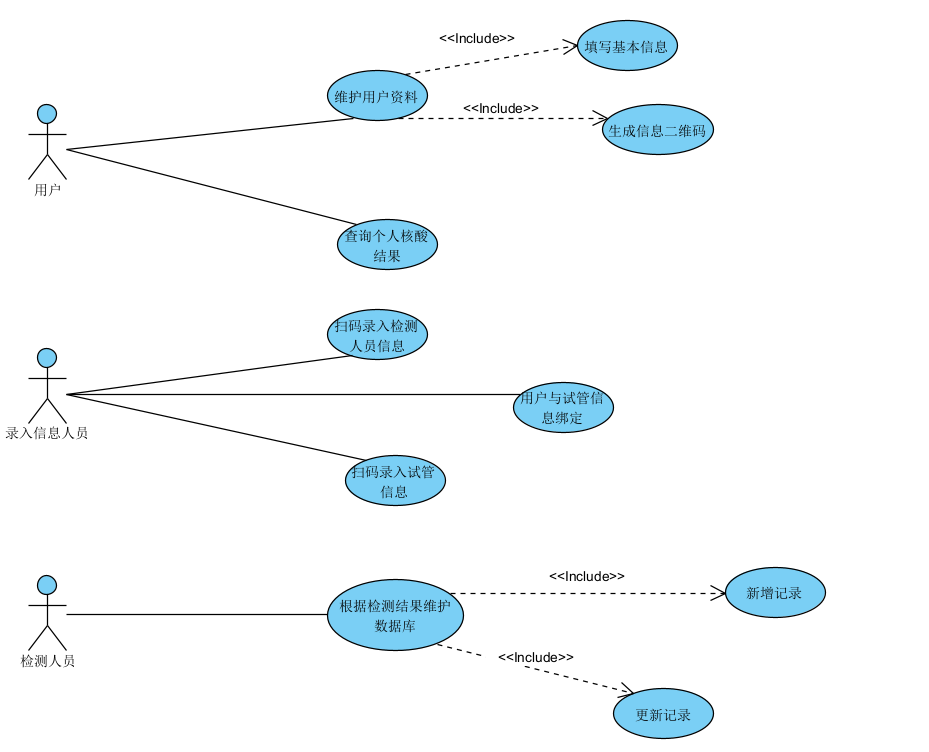 <<Include>>
填写基本信息
维护用户资料
<<Include>>
生成信息二维码
用户
查询个人核酸
结果
扫码录入检测
人员信息
用户与试管信
息绑定
录入信息人员
扫码录入试管
信息
<<Include>>
新增记录
根据检测结果维护
数据库
检测人员
<<Include>>
更新记录